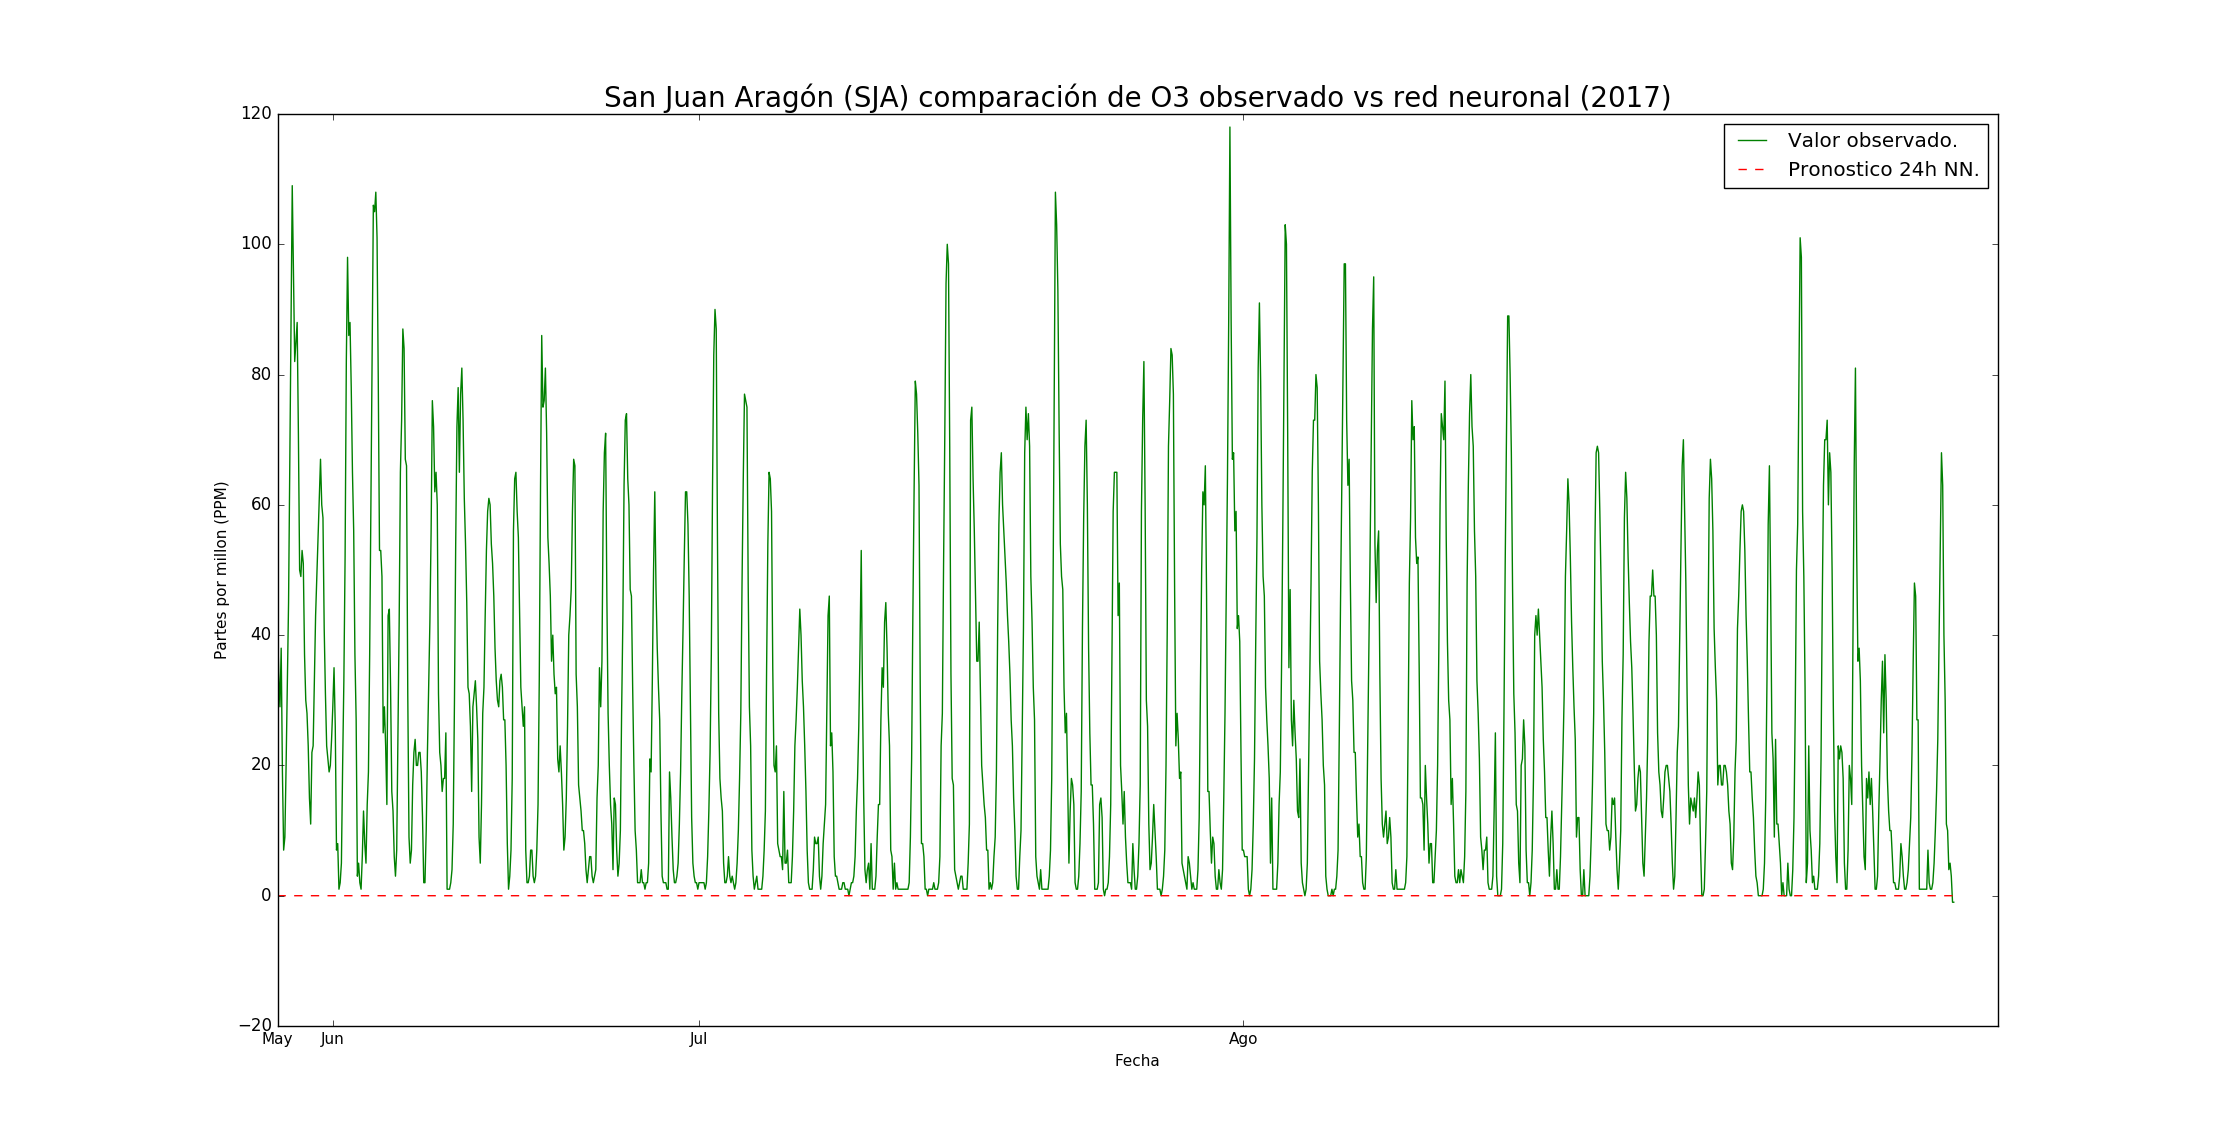 San Juan Aragón (SJA) comparación de O3 observado vs red neuronal (2017)
120
Valor observado.
Pronostico 24h NN.
100
80
60
40
20
0
−20
Partes por millon (PPM)
May Jun Jul Ago
Fecha